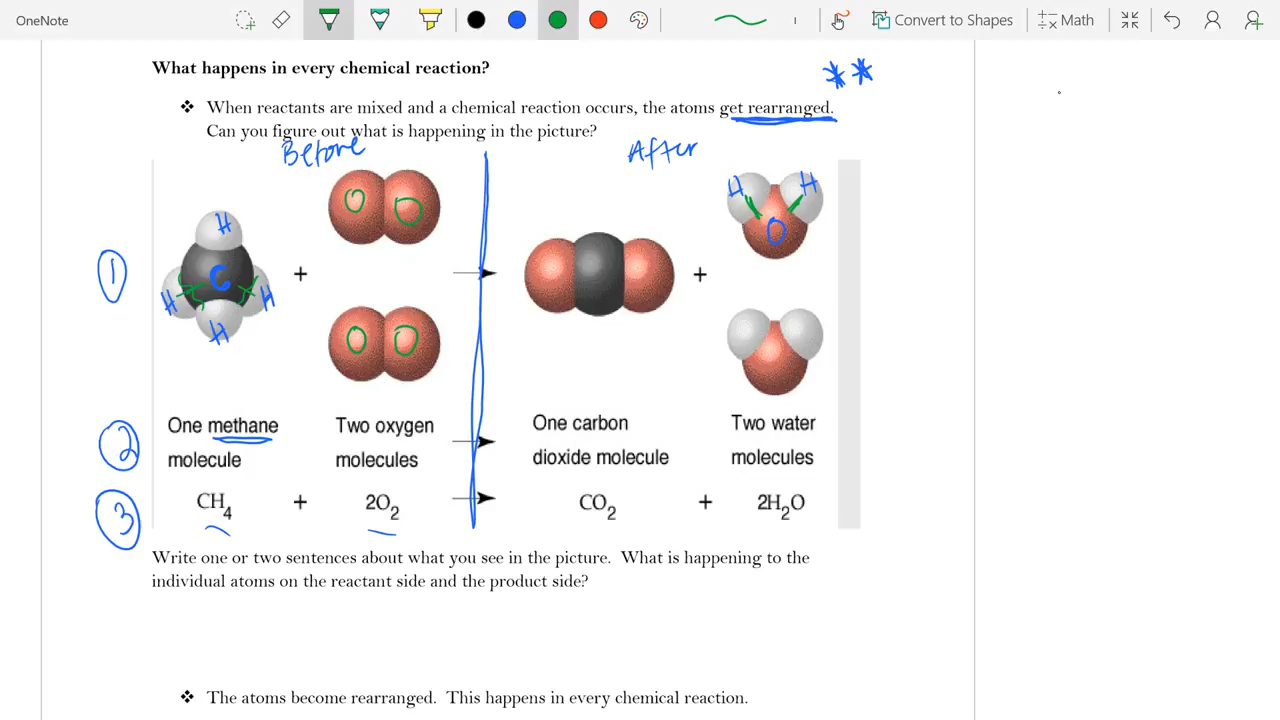 OneNote
Convert to Shapes
Math
What happens in every chemical reaction?
❖ When reactants are mixed and a chemical reaction occurs, the atoms get rearranged.
Can you figure out what is happening in the picture?
Before
After
H
C
H
H
H
O
O
O
O
H
H
O
1
+
+
2
One methane
molecule
Two oxygen
molecules
One carbon
dioxide molecule
Two water
molecules
3
CH₄ + 2O₂ → CO₂ + 2H₂O
Write one or two sentences about what you see in the picture. What is happening to the
individual atoms on the reactant side and the product side?
❖ The atoms become rearranged. This happens in every chemical reaction.